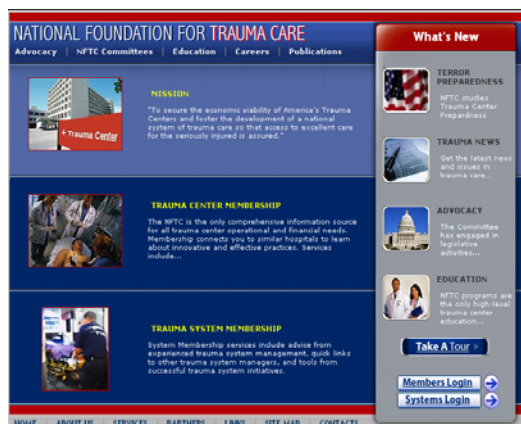 NATIONAL FOUNDATION FOR TRAUMA CARE
Advocacy | NFTC Committees | Education | Careers | Publications
Trauma Center
MISSION
"To secure the economic viability of America's Trauma
Centers and foster the development of a national
system of trauma care so that access to excellent care
for the seriously injured is assured."
TRAUMA CENTER MEMBERSHIP
The NFTC is the only comprehensive information source
for all trauma center operational and financial needs.
Membership connects you to similar hospitals to learn
about innovative and effective practices. Services
include...
TRAUMA SYSTEM MEMBERSHIP
System Membership services include advice from
experienced trauma system management, quick links
to other trauma system managers, and tools from
successful trauma system initiatives.
What's New
TERROR
PREPAREDNESS
NFTC studies
Trauma Center
Preparedness
TRAUMA NEWS
Get the latest news
and issues in
trauma care..
ADVOCACY
The Committee
has engaged in
legislative
activities...
EDUCATION
NFTC programs are
the only high-level
trauma center
education...
Take A Tour
Members Login
Systems Login
HOME | ABOUT US | SERVICES | PARTNERS | LINKS | SITE MAP | CONTACTS